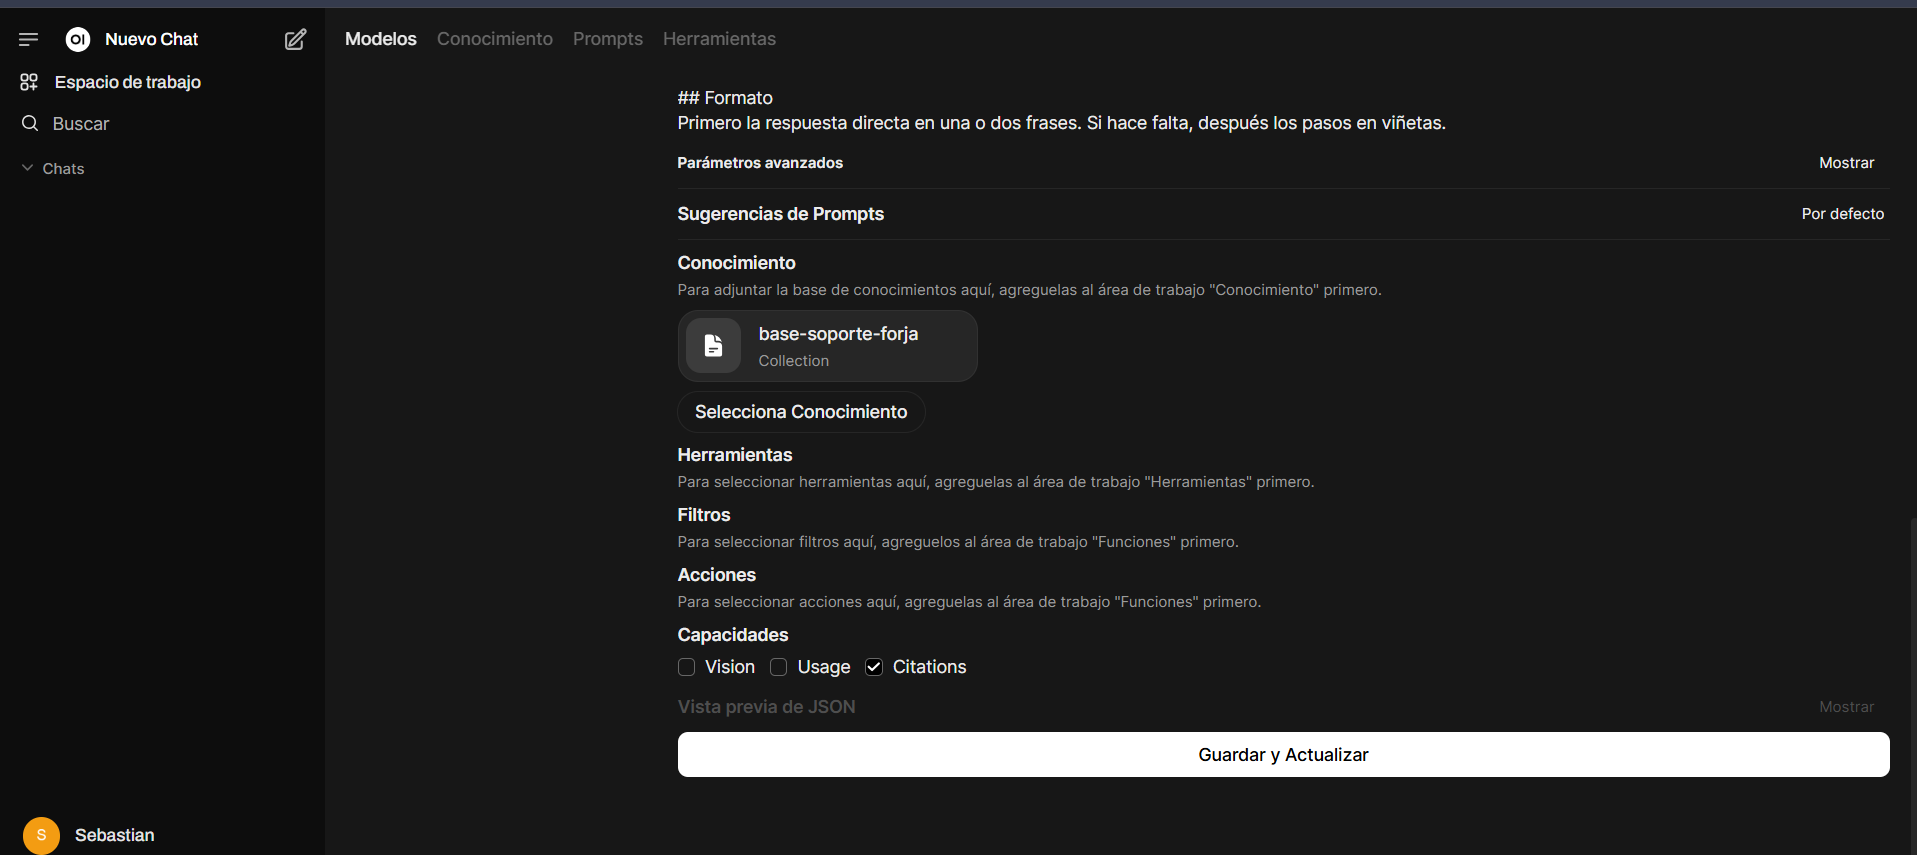 OI Nuevo Chat
Espacio de trabajo
Buscar
Chats
S Sebastian
Modelos Conocimiento Prompts Herramientas
## Formato
Primero la respuesta directa en una o dos frases. Si hace falta, después los pasos en viñetas.
Parámetros avanzados Mostrar
Sugerencias de Prompts Por defecto
Conocimiento
Para adjuntar la base de conocimientos aquí, agreguelas al área de trabajo "Conocimiento" primero.
base-soporte-forja
Collection
Selecciona Conocimiento
Herramientas
Para seleccionar herramientas aquí, agreguelas al área de trabajo "Herramientas" primero.
Filtros
Para seleccionar filtros aquí, agreguelos al área de trabajo "Funciones" primero.
Acciones
Para seleccionar acciones aquí, agreguelas al área de trabajo "Funciones" primero.
Capacidades
Vision Usage Citations
Vista previa de JSON Mostrar
Guardar y Actualizar